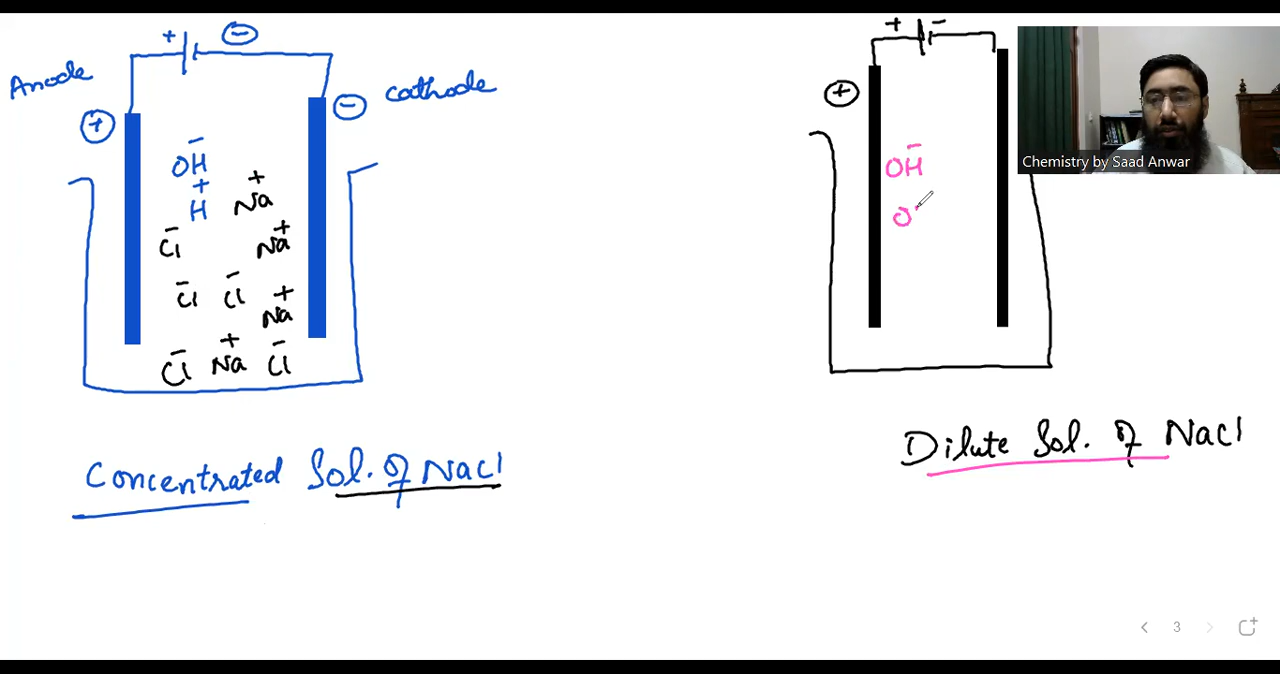 + −
Anode
+
− cathode
OH⁻
H⁺ Na⁺
Cl⁻ Na⁺
Cl⁻ Cl⁻ Na⁺
Cl⁻ Na⁺ Cl⁻
Concentrated Sol. of NaCl
+ −
+
OH⁻
O
Dilute Sol. of NaCl
Chemistry by Saad Anwar
3